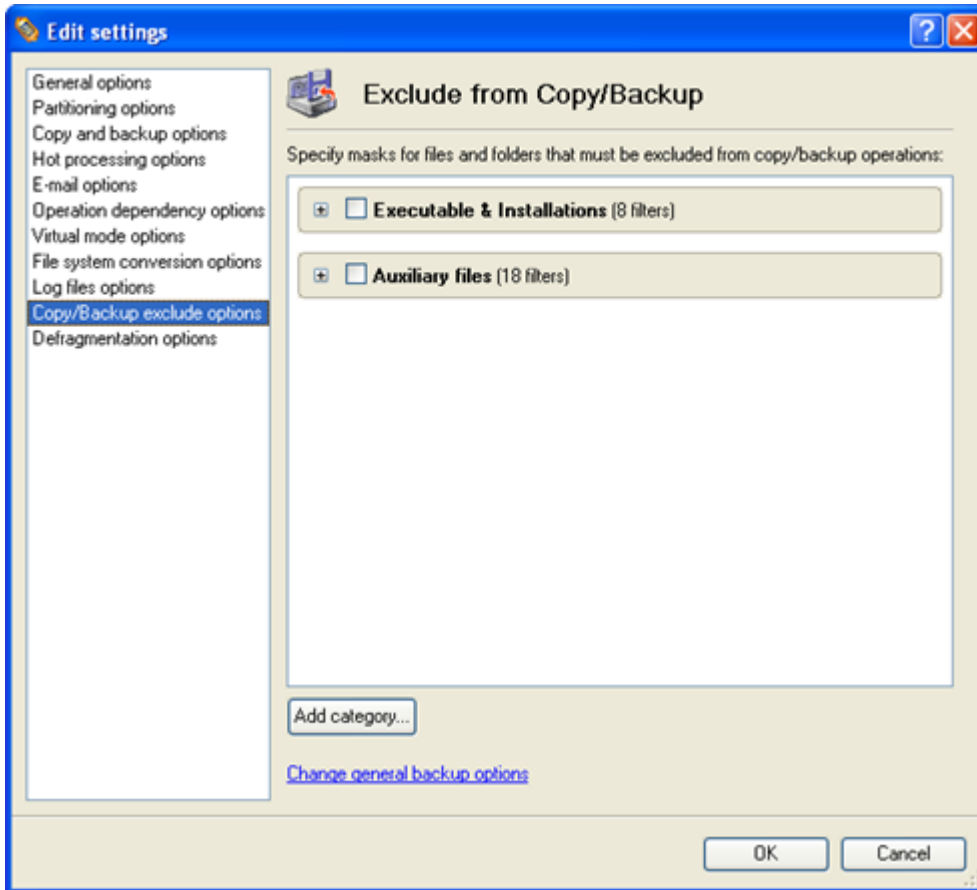 Edit settings
General options
Partitioning options
Copy and backup options
Hot processing options
E-mail options
Operation dependency options
Virtual mode options
File system conversion options
Log files options
Copy/Backup exclude options
Defragmentation options
Exclude from Copy/Backup
Specify masks for files and folders that must be excluded from copy/backup operations:
Executable & Installations (8 filters)
Auxiliary files (18 filters)
Add category...
Change general backup options
OK
Cancel